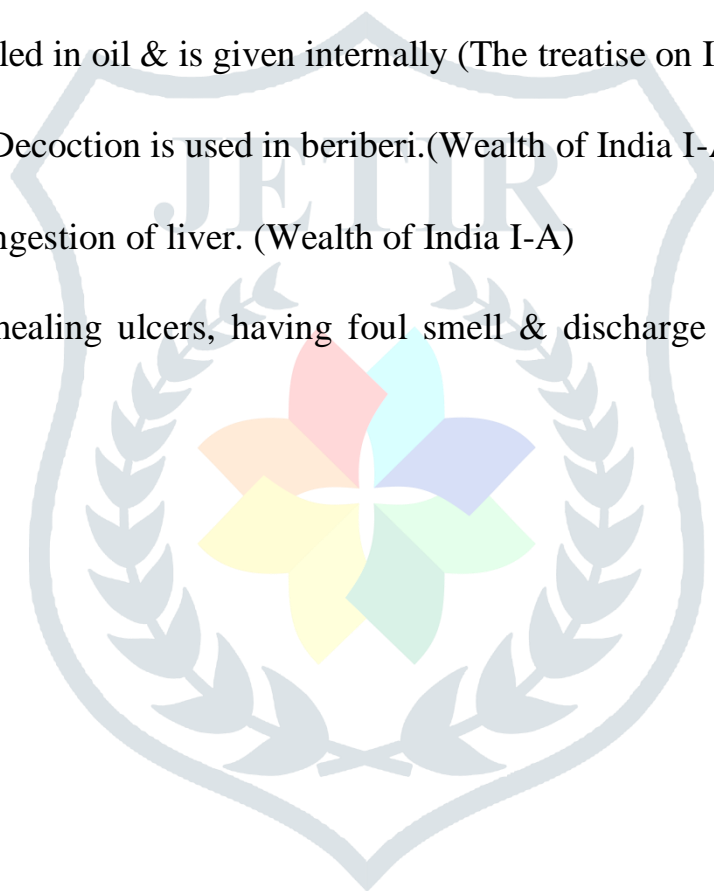 led in oil & is given internally (The treatise on I
Decoction is used in beriberi.(Wealth of India I-A
JETIR
ngestion of liver. (Wealth of India I-A)
healing ulcers, having foul smell & discharge